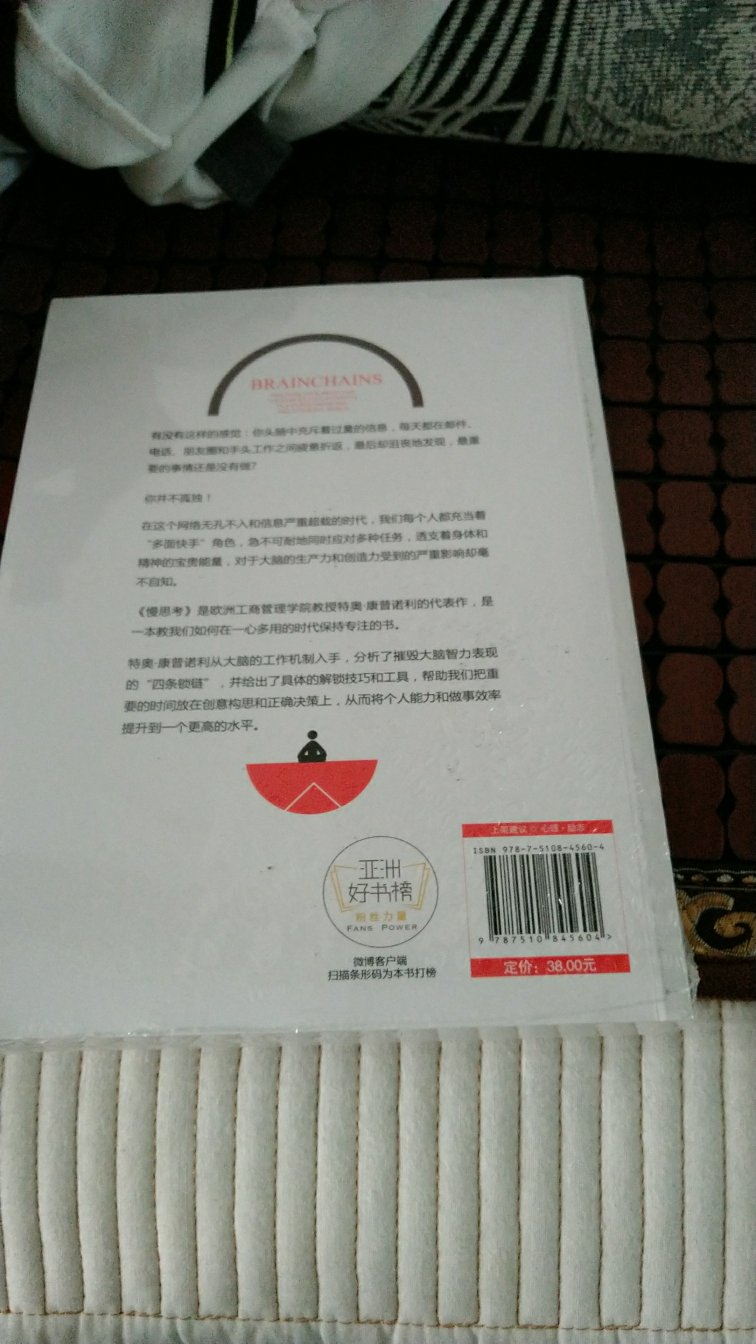 BRAINCHAINS
有没有这样的感觉：你头脑中充斥着过量的信息，每天都在邮件、
电话、朋友圈和手头工作之间疲惫折返，最后却沮丧地发现，最重
要的事情还是没有做？
你并不孤独！
在这个网络无孔不入和信息严重超载的时代，我们每个人都充当着
“多面快手”角色，急不可耐地同时应对多种任务，透支着身体和
精神的宝贵能量，对于大脑的生产力和创造力受到的严重影响却毫
不自知。
《慢思考》是欧洲工商管理学院教授特奥·康普诺利的代表作，是
一本教我们如何在一心多用的时代保持专注的书。
特奥·康普诺利从大脑的工作机制入手，分析了摧毁大脑智力表现
的“四条锁链”，并给出了具体的解锁技巧和工具，帮助我们把重
要的时间放在创意构思和正确决策上，从而将个人能力和做事效率
提升到一个更高的水平。
亚洲
好书榜
粉丝力量
FANS POWER
微博客户端
扫描条形码为本书打榜
上架建议 ☆ 心理·励志
ISBN 978-7-5108-4560-4
9 787510 845604 >
定价：38.00元